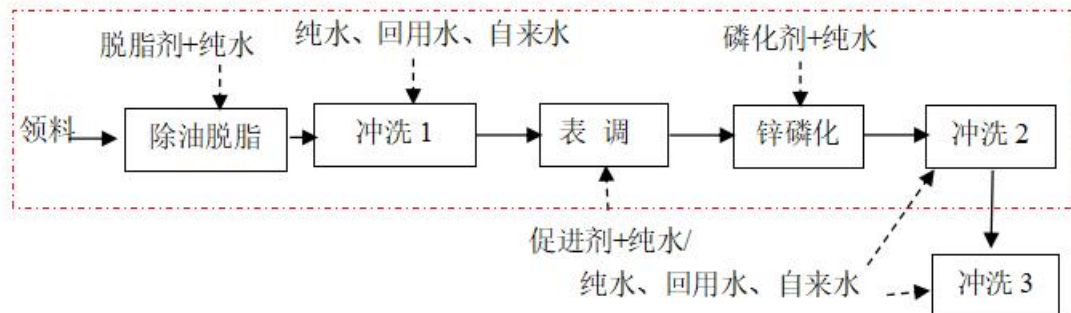 脱脂剂+纯水
纯水、回用水、自来水
磷化剂+纯水
领料
除油脱脂
冲洗 1
表 调
锌磷化
冲洗 2
促进剂+纯水/
纯水、回用水、自来水
冲洗 3